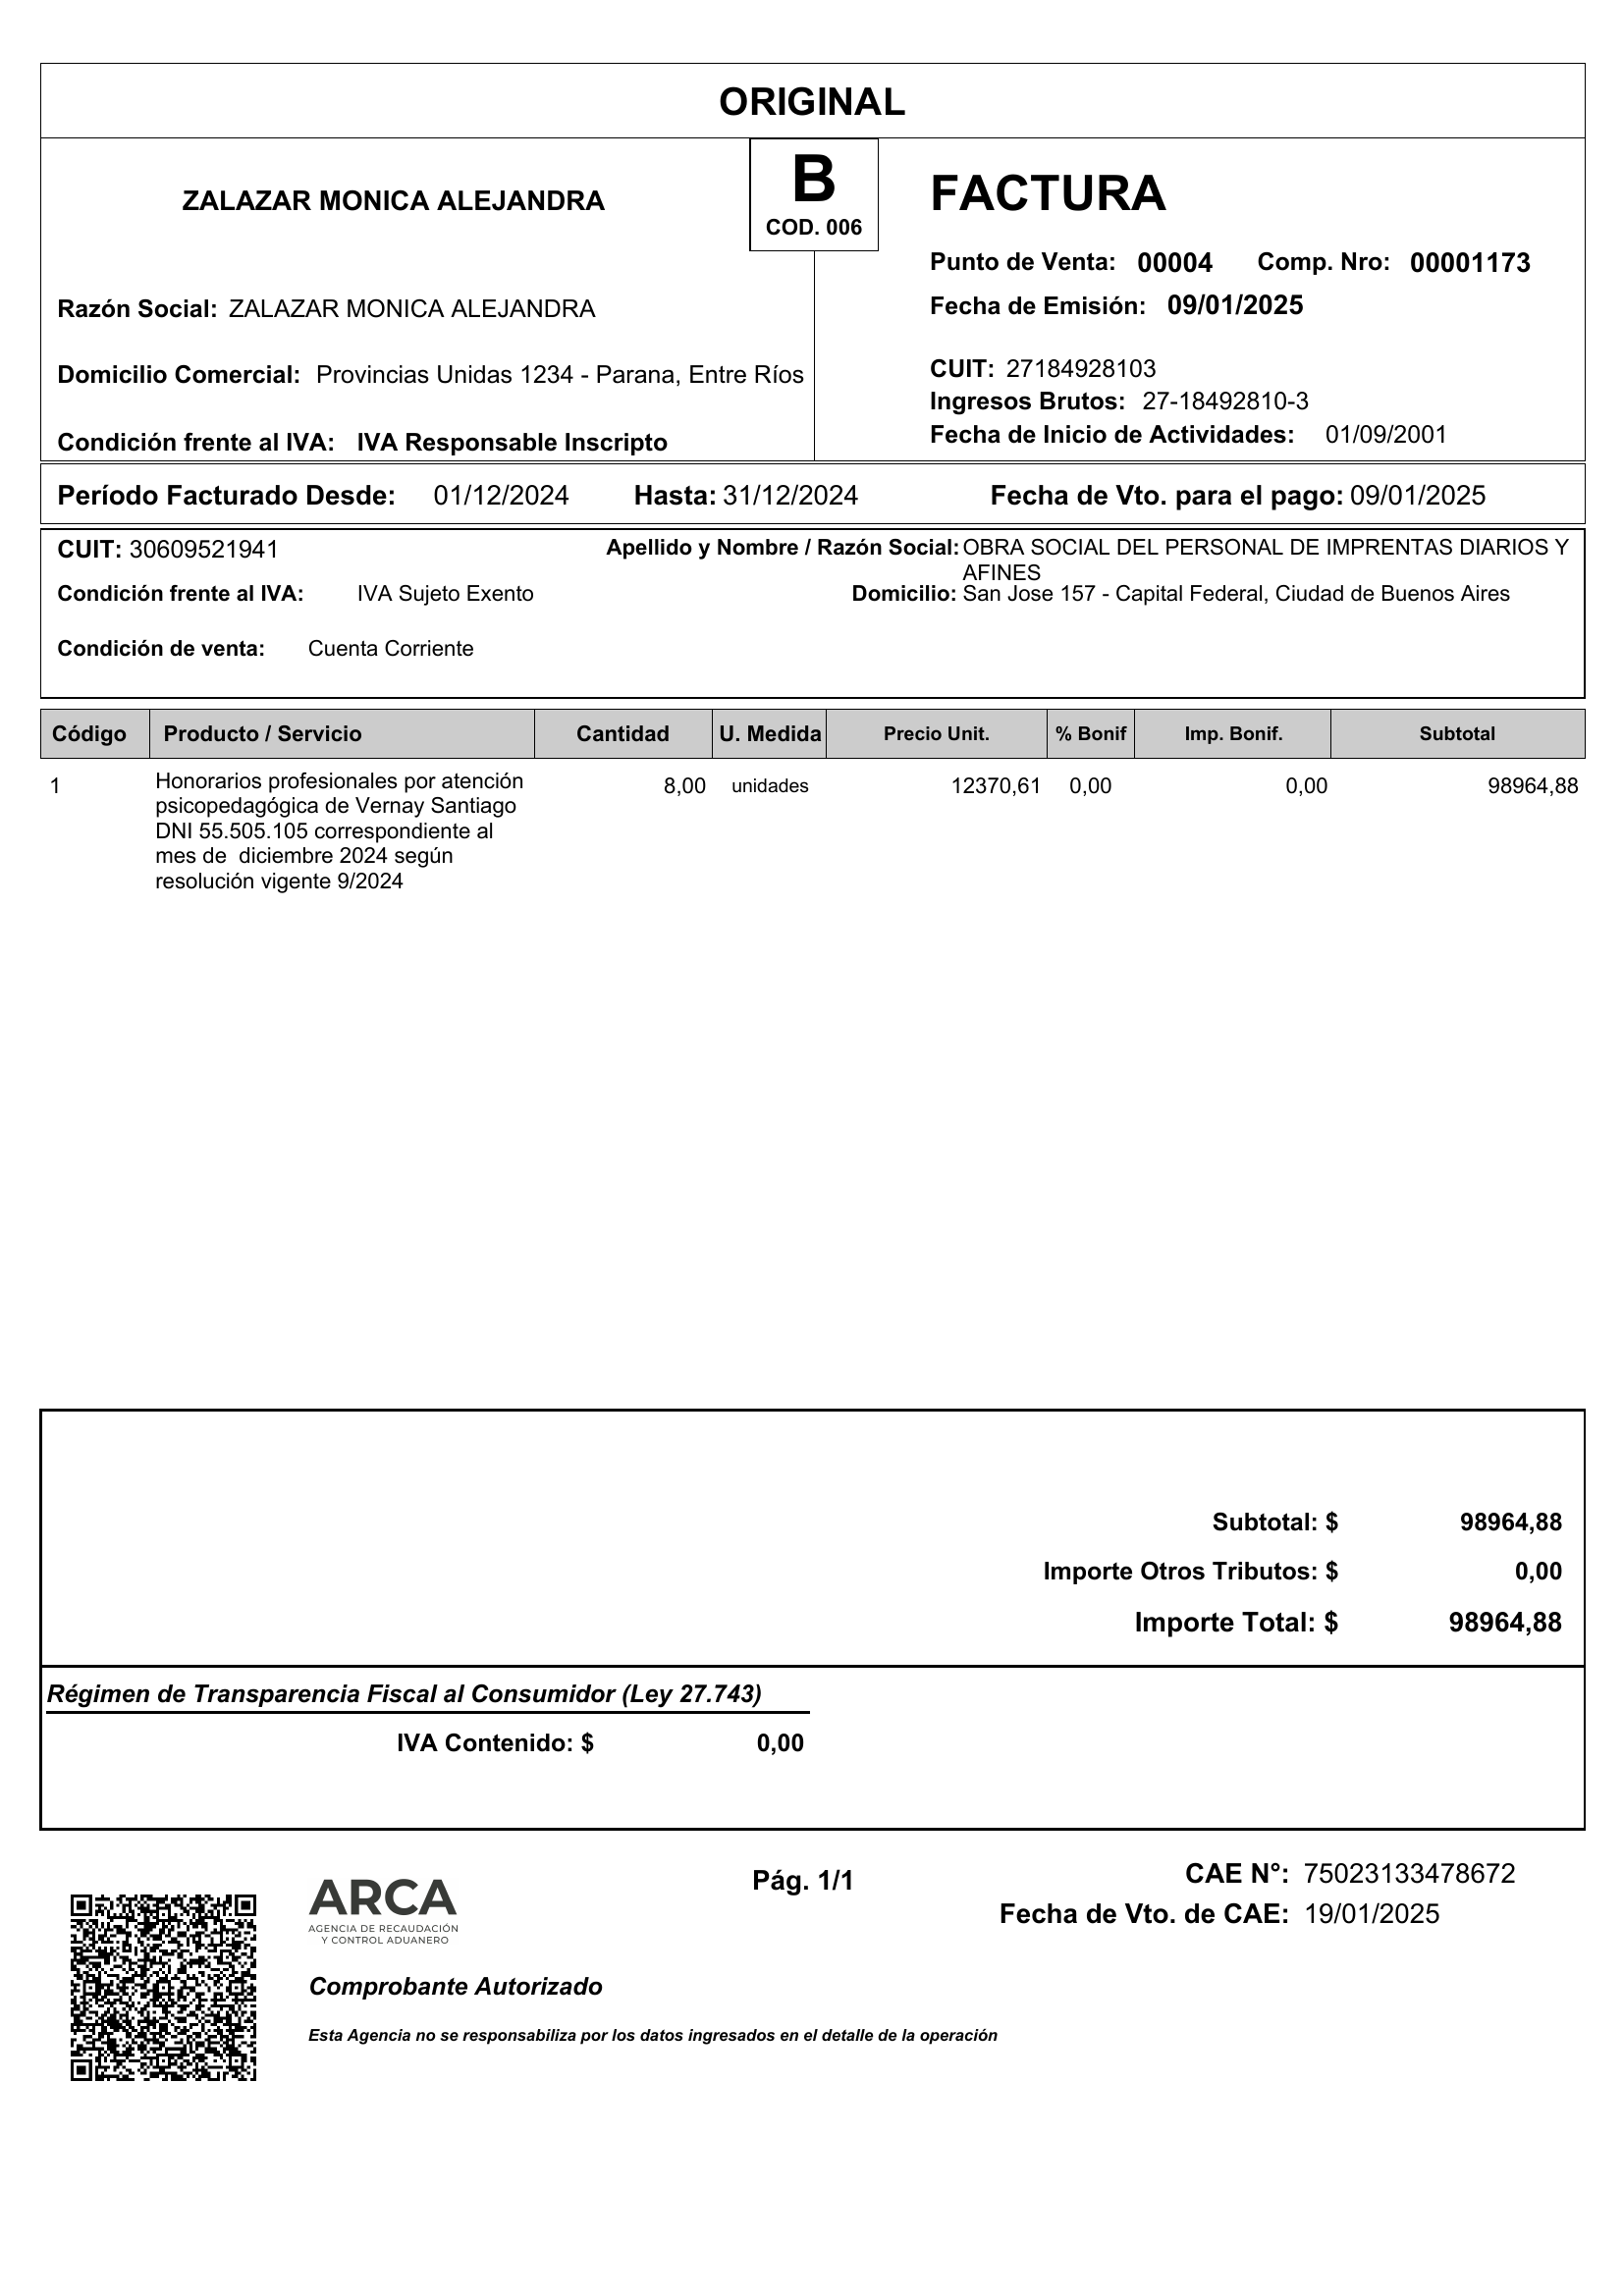 ORIGINAL
ZALAZAR MONICA ALEJANDRA
B
COD. 006
FACTURA
Punto de Venta: 00004 Comp. Nro: 00001173
Fecha de Emisión: 09/01/2025
Razón Social: ZALAZAR MONICA ALEJANDRA
Domicilio Comercial: Provincias Unidas 1234 - Parana, Entre Ríos
Condición frente al IVA: IVA Responsable Inscripto
CUIT: 27184928103
Ingresos Brutos: 27-18492810-3
Fecha de Inicio de Actividades: 01/09/2001
Período Facturado Desde: 01/12/2024 Hasta: 31/12/2024 Fecha de Vto. para el pago: 09/01/2025
CUIT: 30609521941
Apellido y Nombre / Razón Social: OBRA SOCIAL DEL PERSONAL DE IMPRENTAS DIARIOS Y
AFINES
Condición frente al IVA: IVA Sujeto Exento
Domicilio: San Jose 157 - Capital Federal, Ciudad de Buenos Aires
Condición de venta: Cuenta Corriente
Código Producto / Servicio Cantidad U. Medida Precio Unit. % Bonif Imp. Bonif. Subtotal
1 Honorarios profesionales por atención 8,00 unidades 12370,61 0,00 0,00 98964,88
psicopedagógica de Vernay Santiago
DNI 55.505.105 correspondiente al
mes de  diciembre 2024 según
resolución vigente 9/2024
Subtotal: $ 98964,88
Importe Otros Tributos: $ 0,00
Importe Total: $ 98964,88
Régimen de Transparencia Fiscal al Consumidor (Ley 27.743)
IVA Contenido: $ 0,00
ARCA
AGENCIA DE RECAUDACIÓN
Y CONTROL ADUANERO
Pág. 1/1
CAE N°: 75023133478672
Fecha de Vto. de CAE: 19/01/2025
Comprobante Autorizado
Esta Agencia no se responsabiliza por los datos ingresados en el detalle de la operación